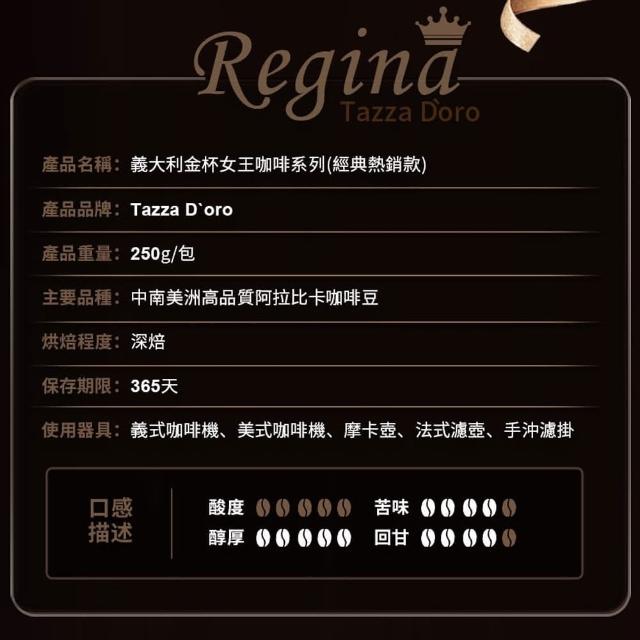 Regina
Tazza D`oro
產品名稱：義大利金杯女王咖啡系列(經典熱銷款)
產品品牌：Tazza D`oro
產品重量：250g/包
主要品種：中南美洲高品質阿拉比卡咖啡豆
烘焙程度：深焙
保存期限：365天
使用器具：義式咖啡機、美式咖啡機、摩卡壺、法式濾壺、手沖濾掛
口感
描述
酸度
苦味
醇厚
回甘